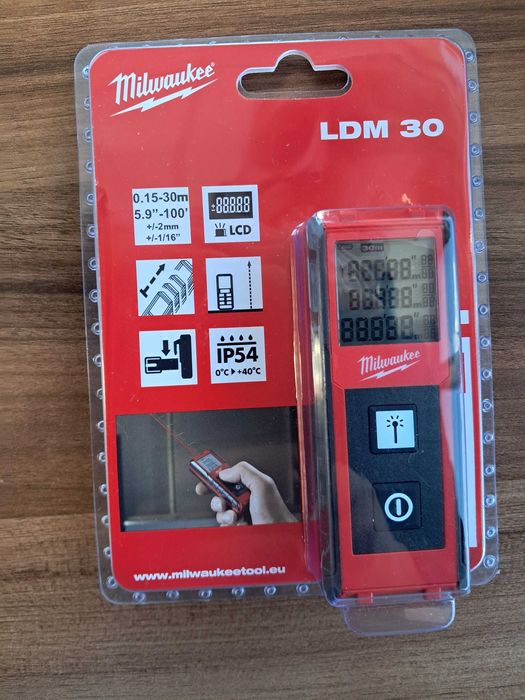 Milwaukee
LDM 30
0.15-30m
5.9"-100'
+/-2mm
+/-1/16"
±88888
LCD
IP54
0°C ▸ +40°C
30m
Milwaukee
www.milwaukeetool.eu